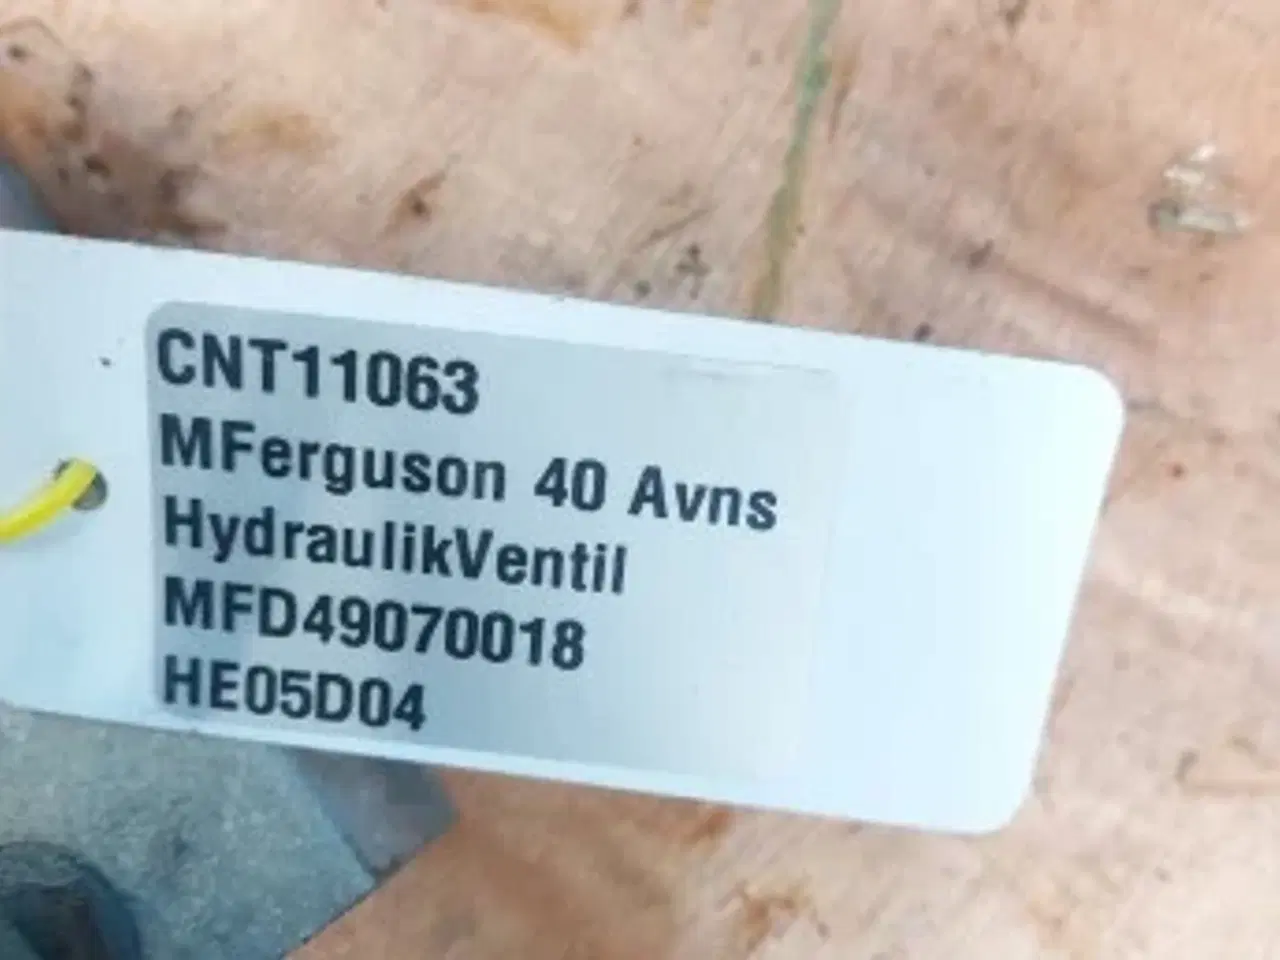 CNT11063
MFerguson 40 Avns
HydraulikVentil
MFD49070018
HE05D04